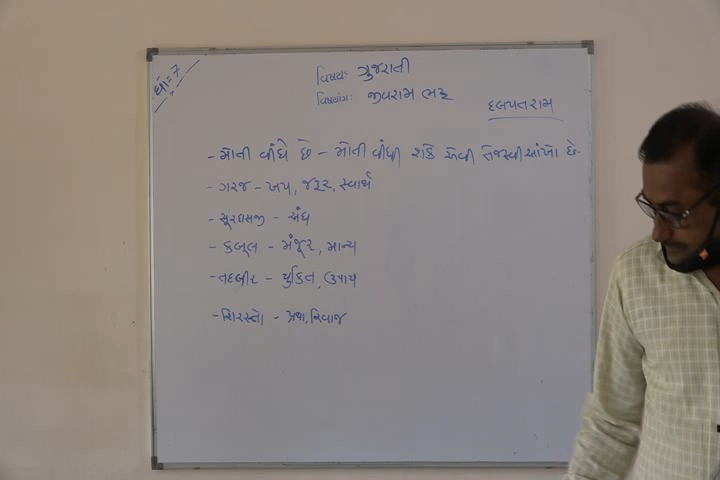 ધો:- 7
વિષય: ગુજરાતી
વિષયાંગ: જીવરામ ભટ્ટ
દલપતરામ
- મોતી વીંધે છે - મોતી વીંધી શકે એવી તેજસ્વી આંખો છે.
- ગરજ - ખપ, જરૂર, સ્વાર્થ
- સૂરદાસજી - અંધ
- કબૂલ - મંજૂર, માન્ય
- તદબીર - યુક્તિ, ઉપાય
- શિરસ્તો - પ્રથા, રિવાજ